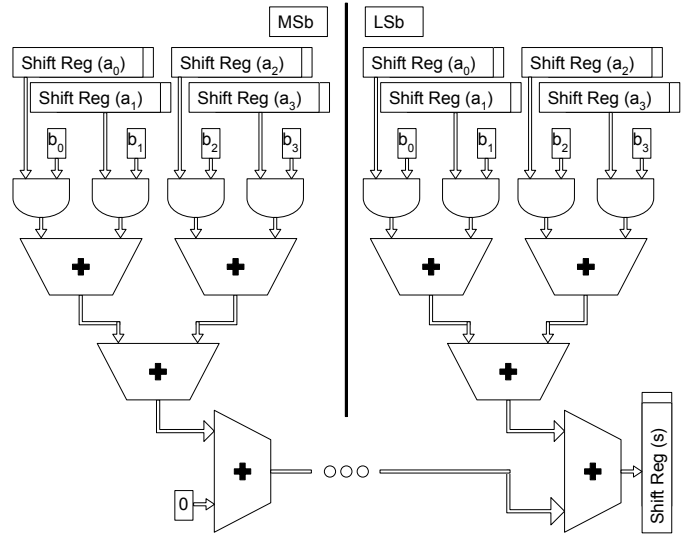 MSb
LSb
Shift Reg (a₀)
Shift Reg (a₂)
Shift Reg (a₀)
Shift Reg (a₂)
Shift Reg (a₁)
Shift Reg (a₃)
Shift Reg (a₁)
Shift Reg (a₃)
b₀
b₁
b₂
b₃
b₀
b₁
b₂
b₃
+
+
+
+
+
+
+
+
0
Shift Reg (s)